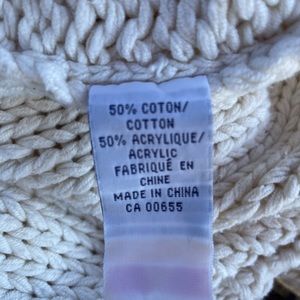 50% COTON/
COTTON
50% ACRYLIQUE/
ACRYLIC
FABRIQUÉ EN
CHINE
MADE IN CHINA
CA 00655